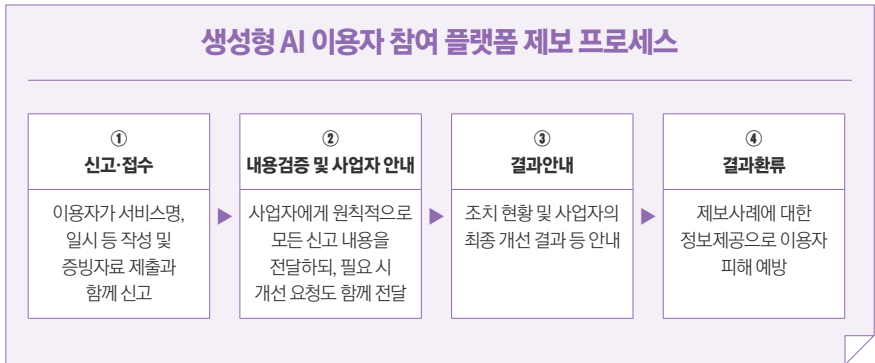 생성형 AI 이용자 참여 플랫폼 제보 프로세스
①
신고·접수
이용자가 서비스명,
일시 등 작성 및
증빙자료 제출과
함께 신고
②
내용검증 및 사업자 안내
사업자에게 원칙적으로
모든 신고 내용을
전달하되, 필요 시
개선 요청도 함께 전달
③
결과안내
조치 현황 및 사업자의
최종 개선 결과 등 안내
④
결과환류
제보사례에 대한
정보제공으로 이용자
피해 예방